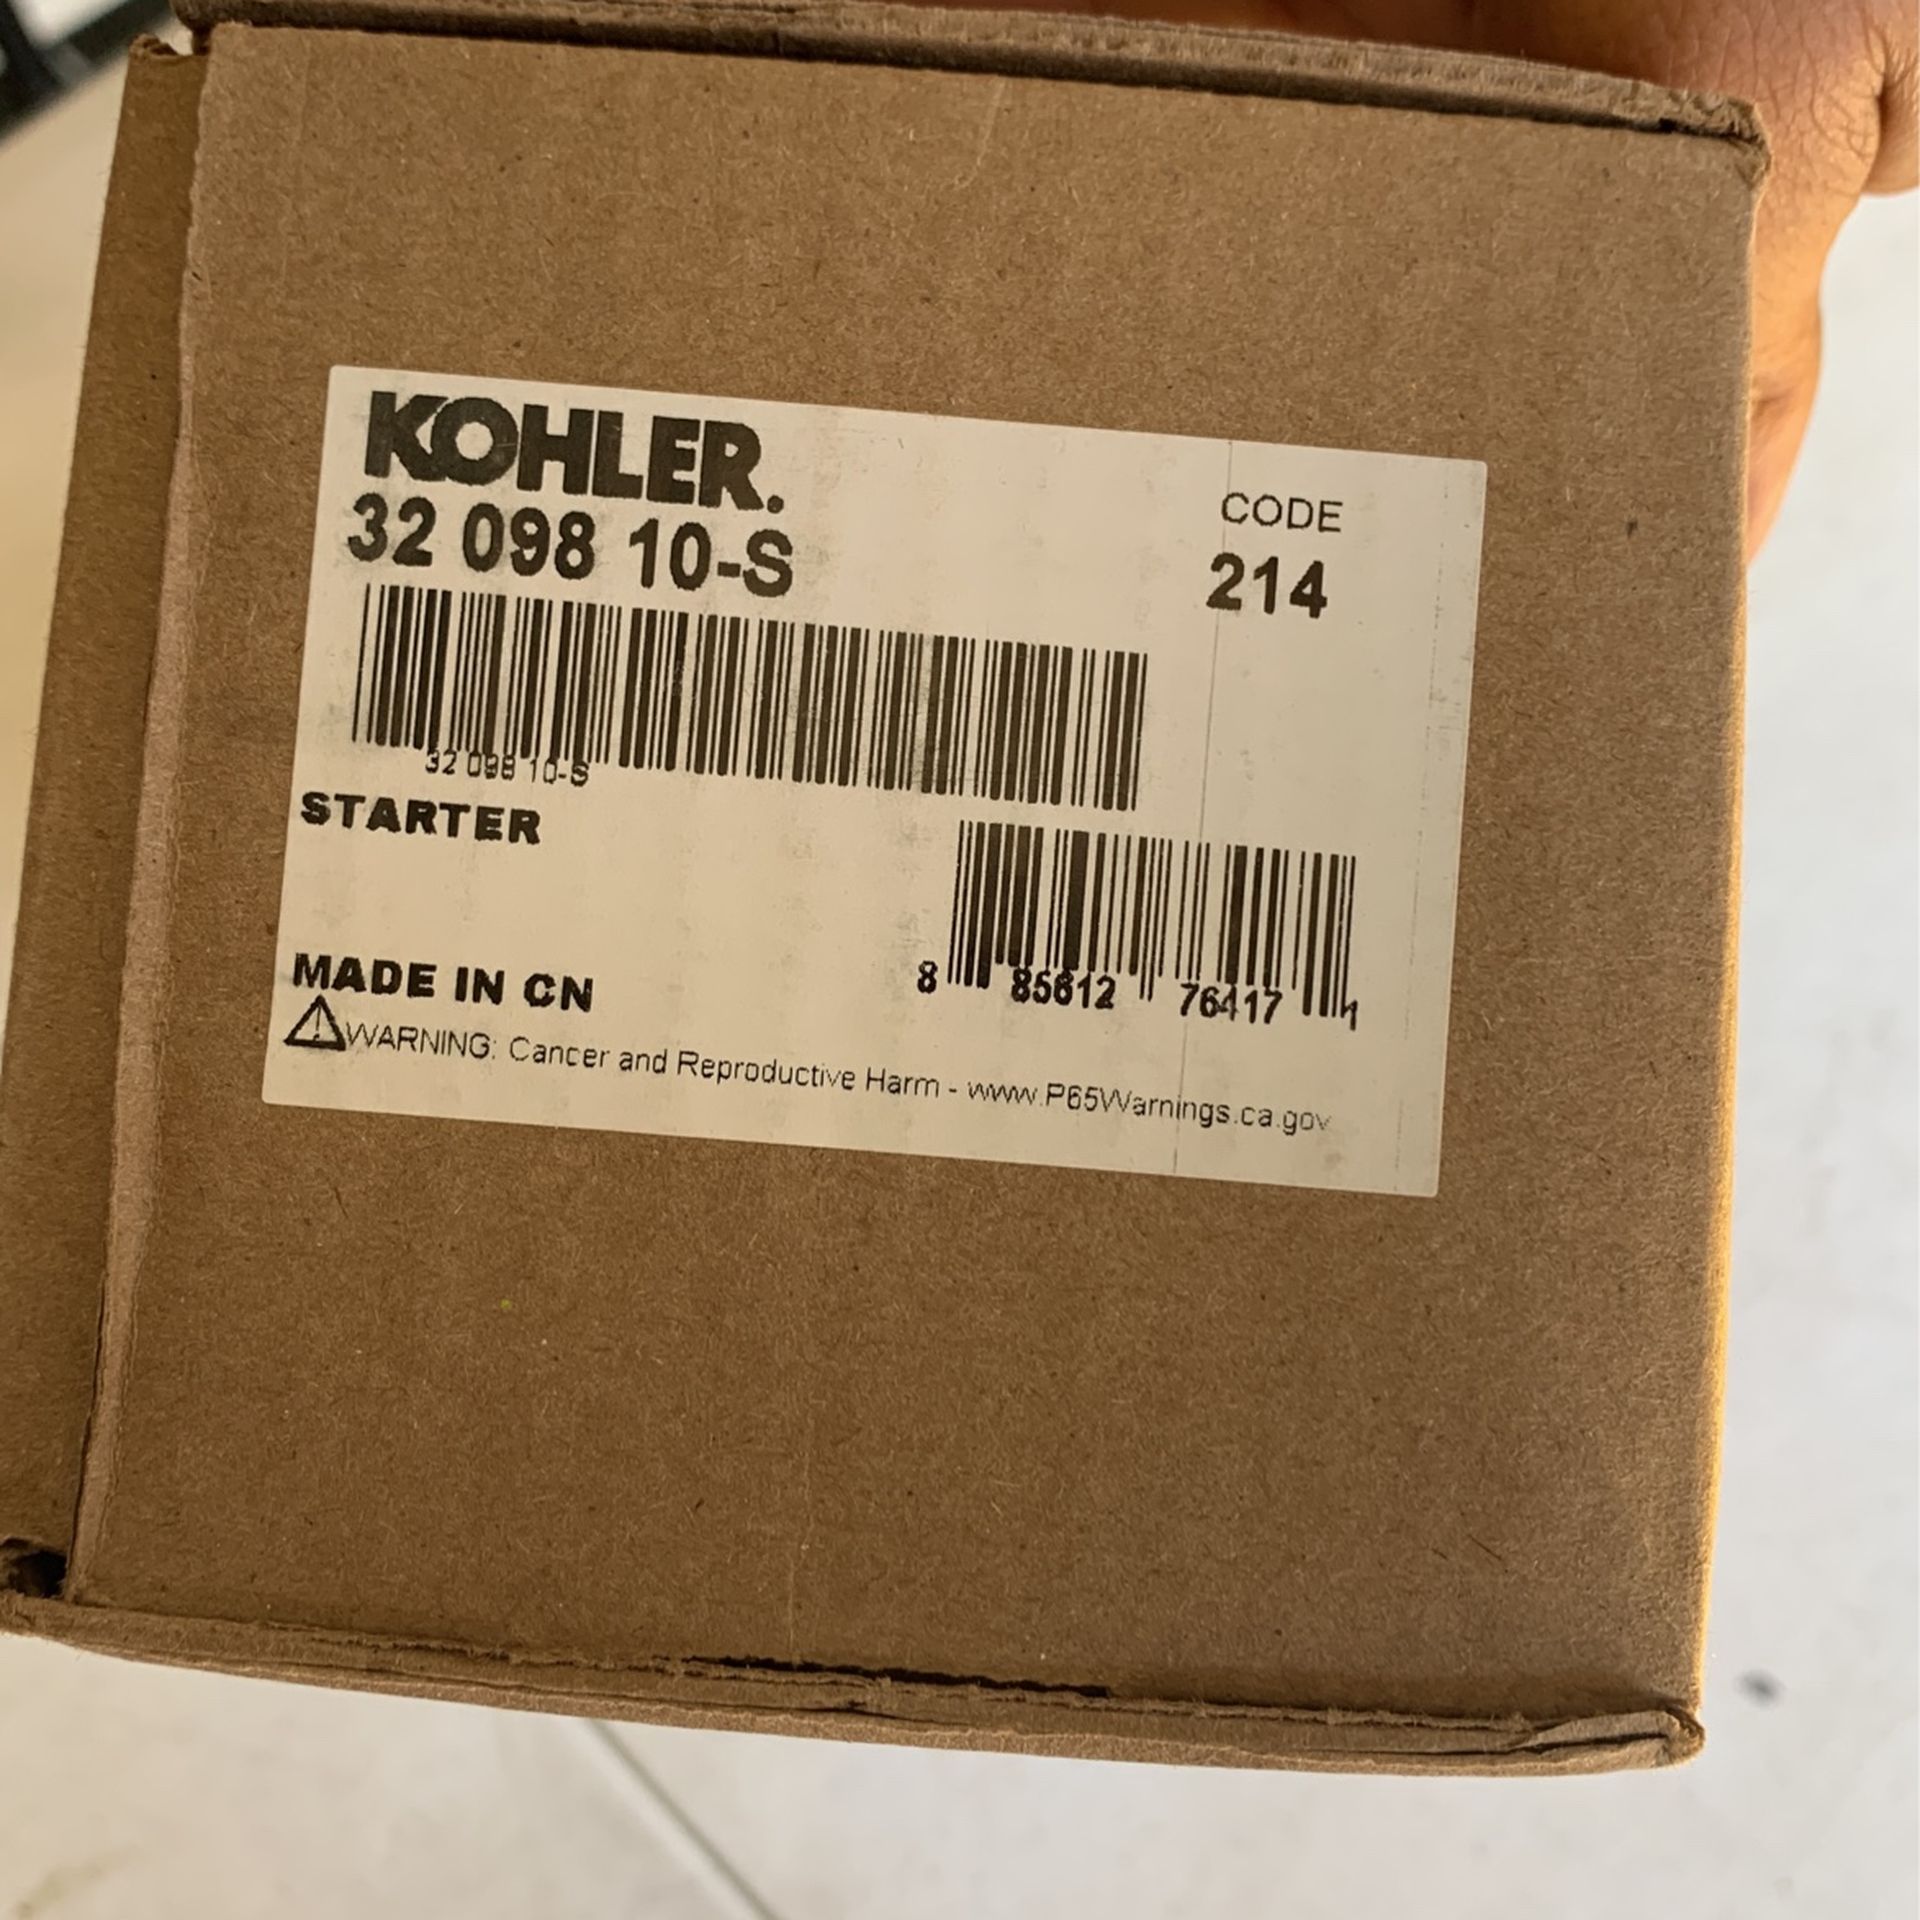 KOHLER.
32 098 10-S
CODE
214
32 098 10-S
STARTER
8 85612 76417 1
MADE IN CN
WARNING: Cancer and Reproductive Harm - www.P65Warnings.ca.gov